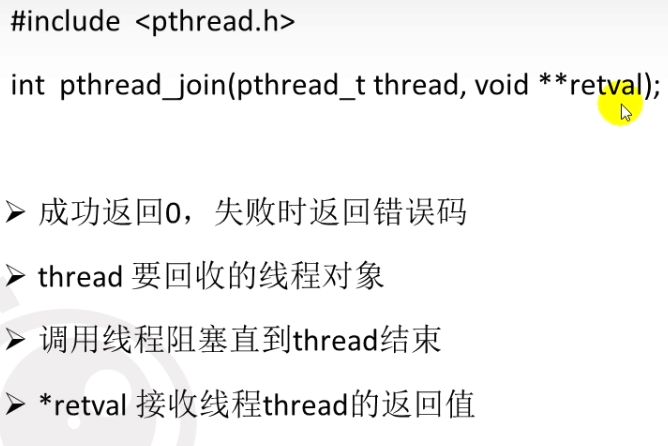 #include <pthread.h>
int pthread_join(pthread_t thread, void **retval);
➢ 成功返回0，失败时返回错误码
➢ thread 要回收的线程对象
➢ 调用线程阻塞直到thread结束
➢ *retval 接收线程thread的返回值